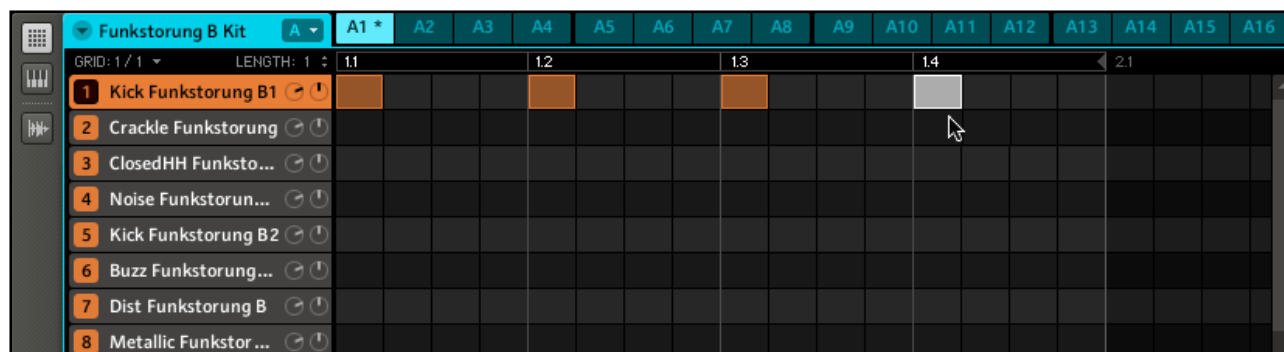 Funkstorung B Kit A A1 * A2 A3 A4 A5 A6 A7 A8 A9 A10 A11 A12 A13 A14 A15 A16
GRID: 1 / 1 LENGTH: 1 1.1 1.2 1.3 1.4 2.1
1 Kick Funkstorung B1
2 Crackle Funkstorung
3 ClosedHH Funksto...
4 Noise Funkstorun...
5 Kick Funkstorung B2
6 Buzz Funkstorung...
7 Dist Funkstorung B
8 Metallic Funkstor...